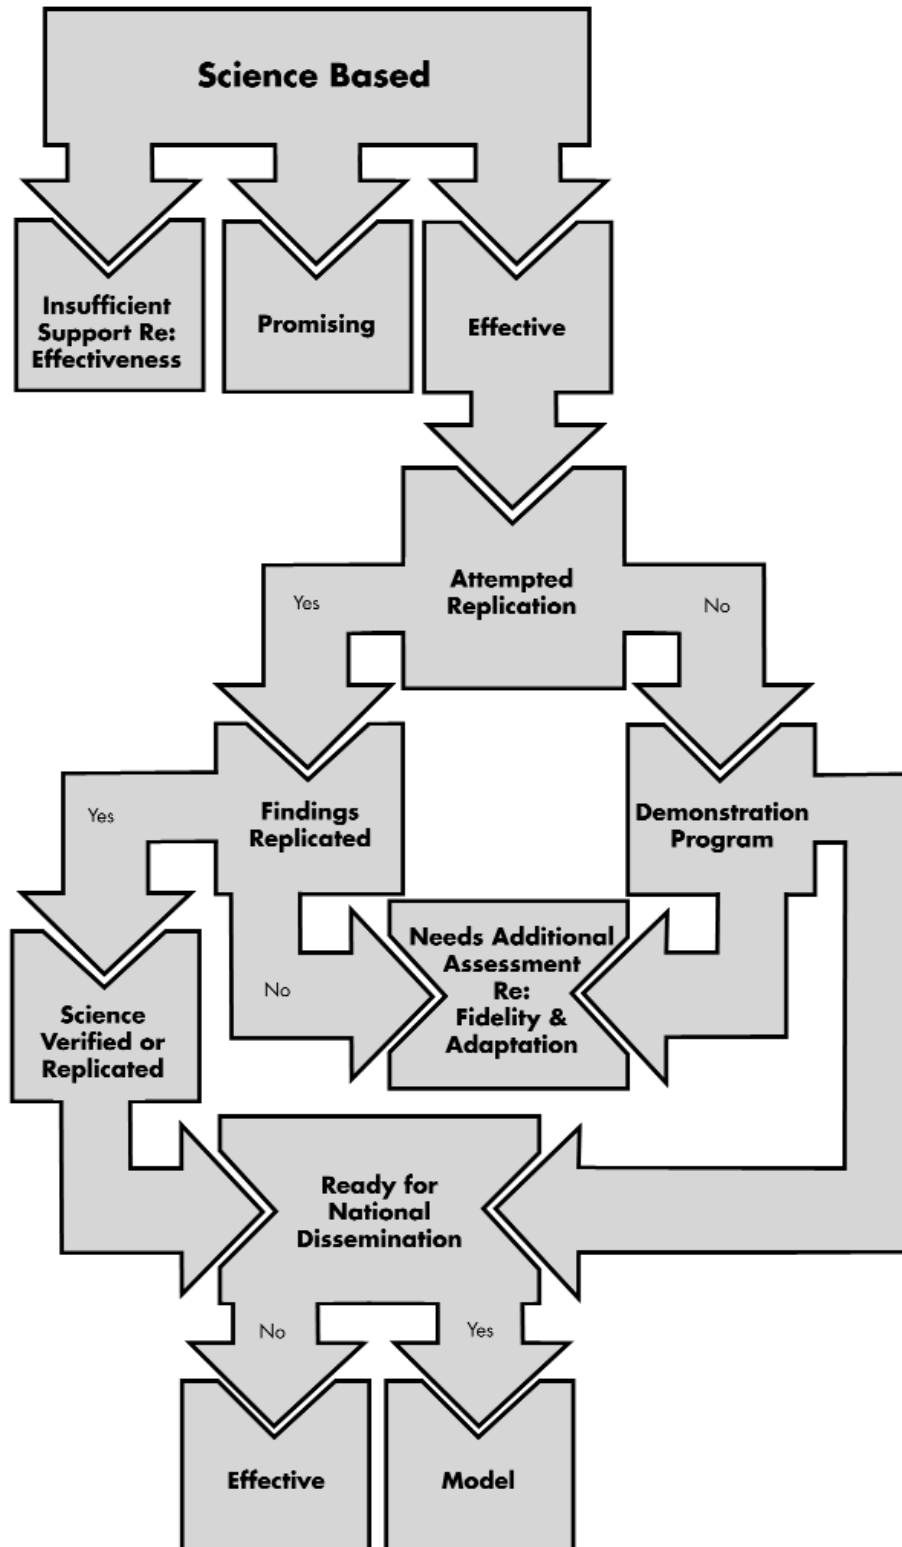 Science Based
Insufficient
Support Re:
Effectiveness
Promising
Effective
Attempted
Replication
Yes
No
Findings
Replicated
Demonstration
Program
Yes
No
Needs Additional
Assessment
Re:
Fidelity &
Adaptation
Science
Verified or
Replicated
Ready for
National
Dissemination
No
Yes
Effective
Model